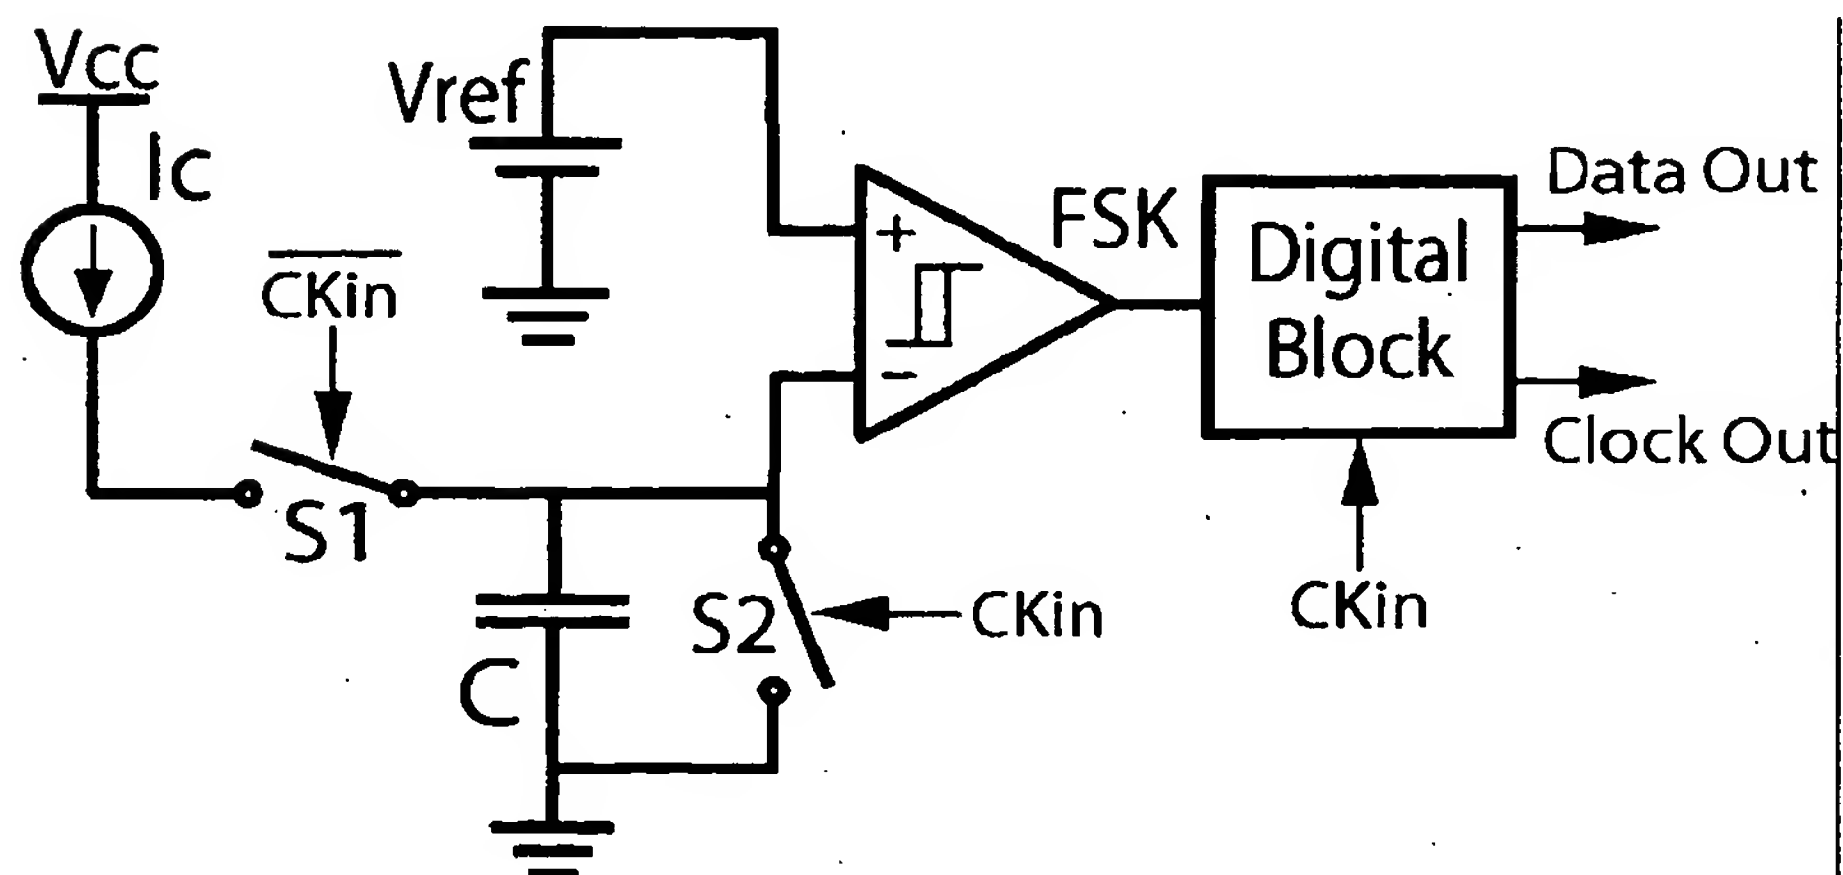 Vcc
Ic
Vref
CKin
S1
C
S2
CKin
+
−
FSK
Digital
Block
CKin
Data Out
Clock Out